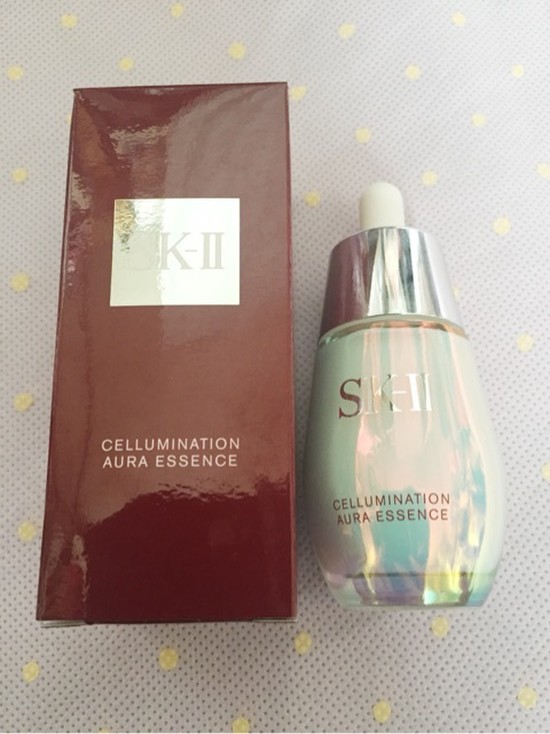 SK-II
CELLUMINATION
AURA ESSENCE
SK-II
CELLUMINATION
AURA ESSENCE